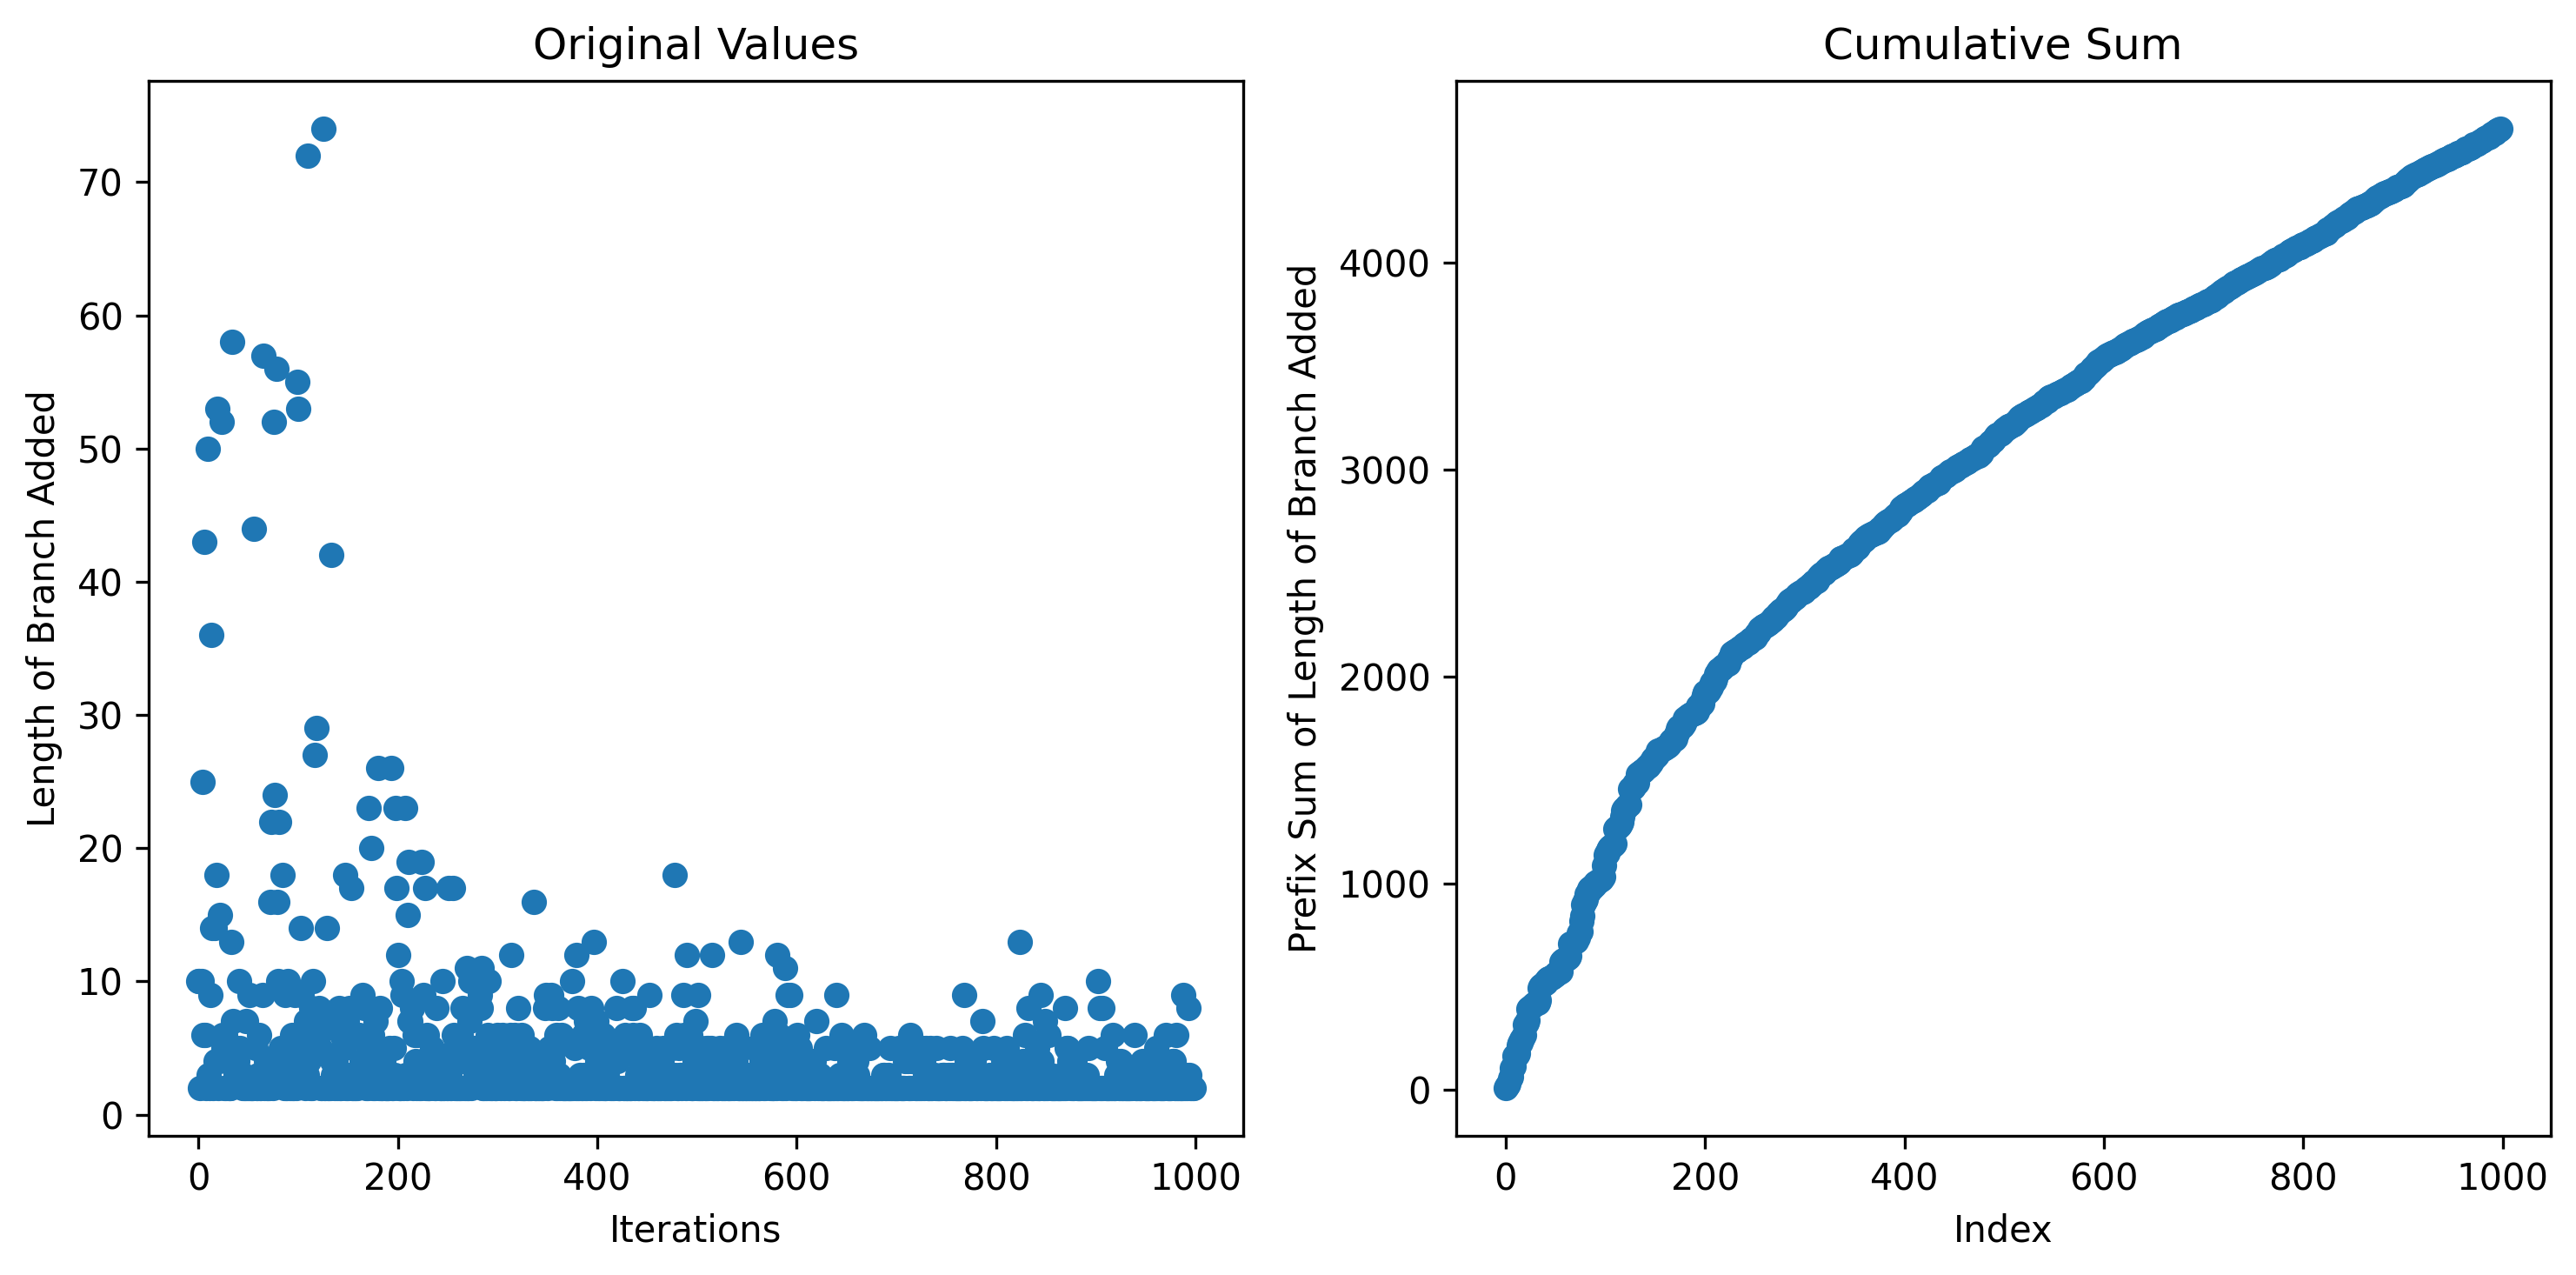 Original Values
Length of Branch Added
70
60
50
40
30
20
10
0
0 200 400 600 800 1000
Iterations
Cumulative Sum
Prefix Sum of Length of Branch Added
4000
3000
2000
1000
0
0 200 400 600 800 1000
Index